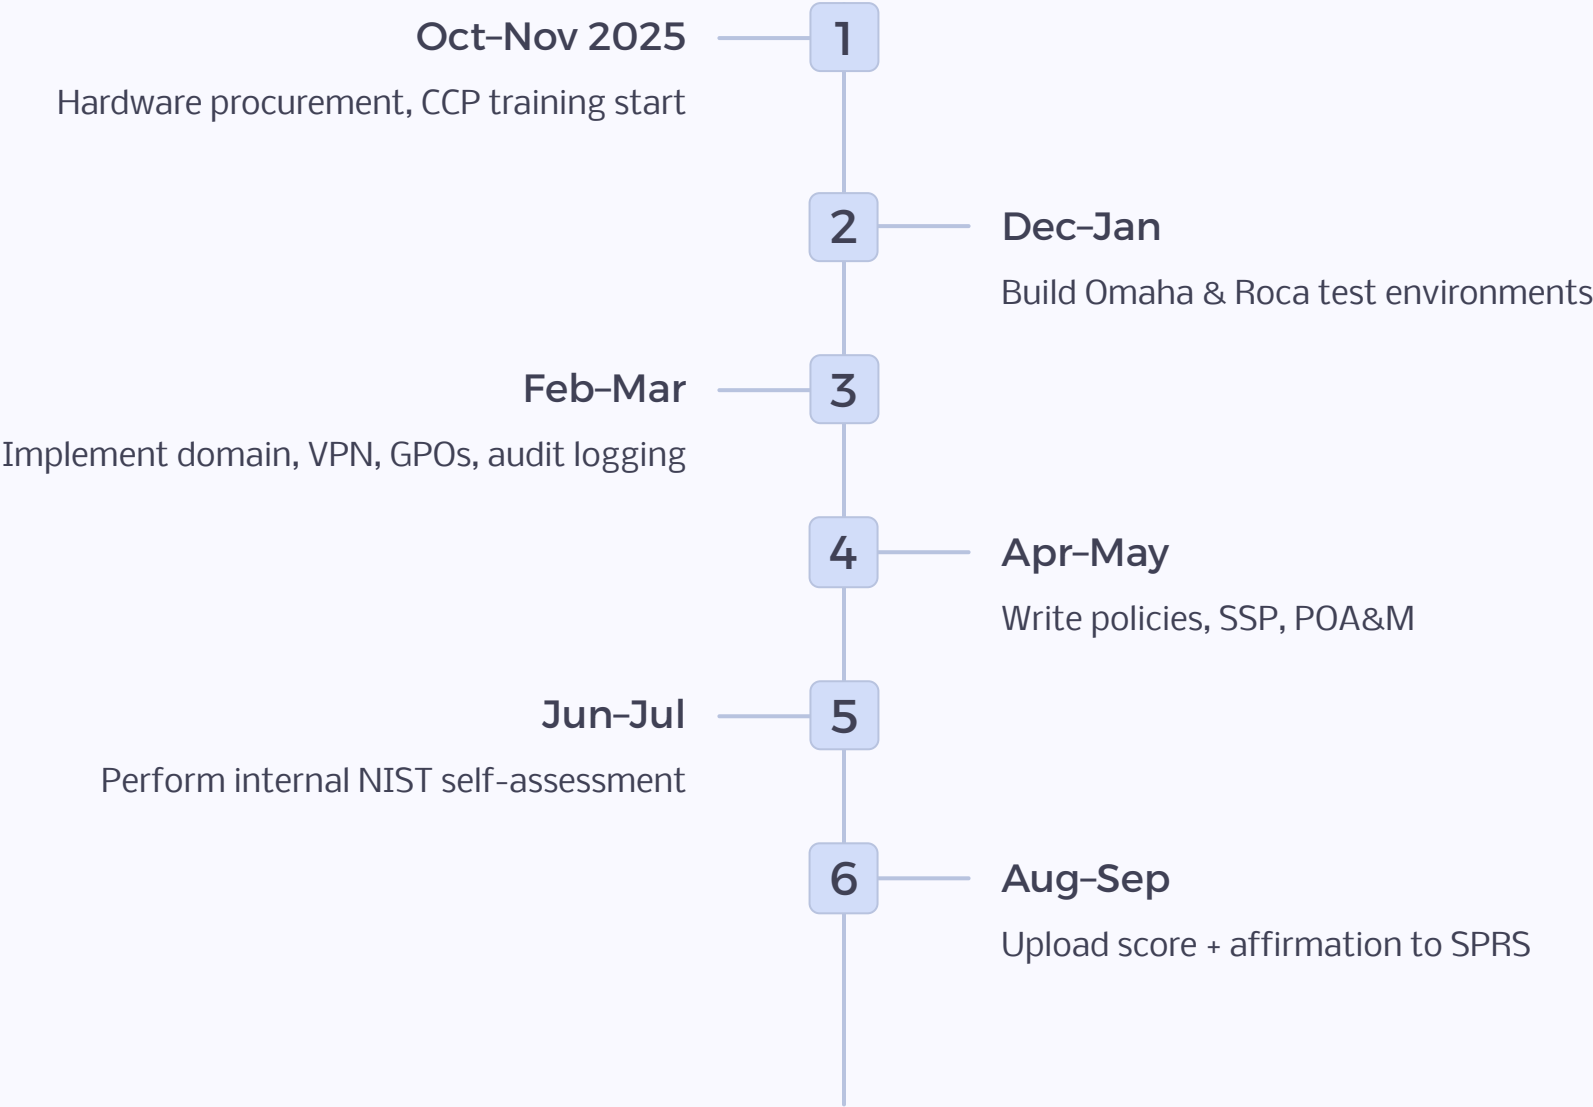 Oct–Nov 2025
1
Hardware procurement, CCP training start
2
Dec–Jan
Build Omaha & Roca test environments
Feb–Mar
3
Implement domain, VPN, GPOs, audit logging
4
Apr–May
Write policies, SSP, POA&M
Jun–Jul
5
Perform internal NIST self-assessment
6
Aug–Sep
Upload score + affirmation to SPRS